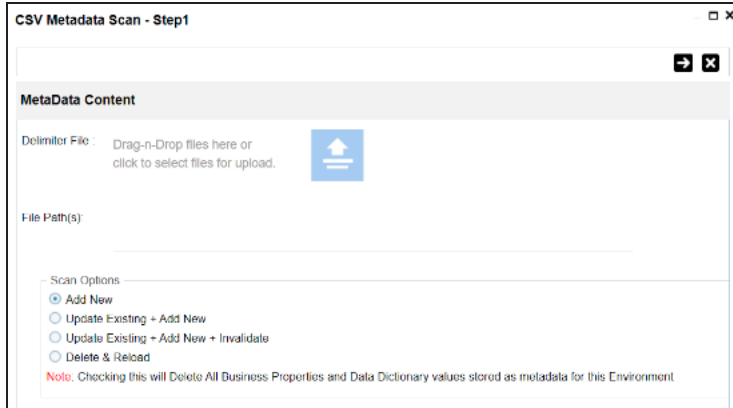 CSV Metadata Scan - Step1
MetaData Content
Delimiter File :
Drag-n-Drop files here or
click to select files for upload.
File Path(s):
Scan Options
Add New
Update Existing + Add New
Update Existing + Add New + Invalidate
Delete & Reload
Note: Checking this will Delete All Business Properties and Data Dictionary values stored as metadata for this Environment